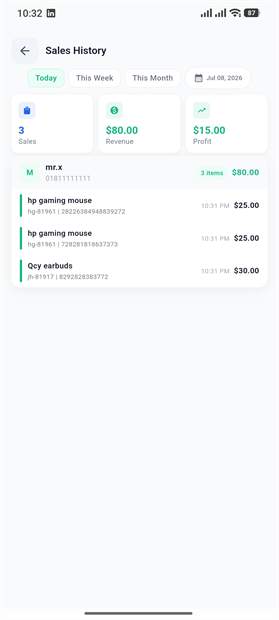 10:32
87
Sales History
Today This Week This Month Jul 08, 2026
3
Sales
$80.00
Revenue
$15.00
Profit
M
mr.x
01811111111
3 items $80.00
hp gaming mouse
hg-81961 | 28226384948839272
10:31 PM $25.00
hp gaming mouse
hg-81961 | 728281818637373
10:31 PM $25.00
Qcy earbuds
jh-81917 | 8292828383772
10:31 PM $30.00